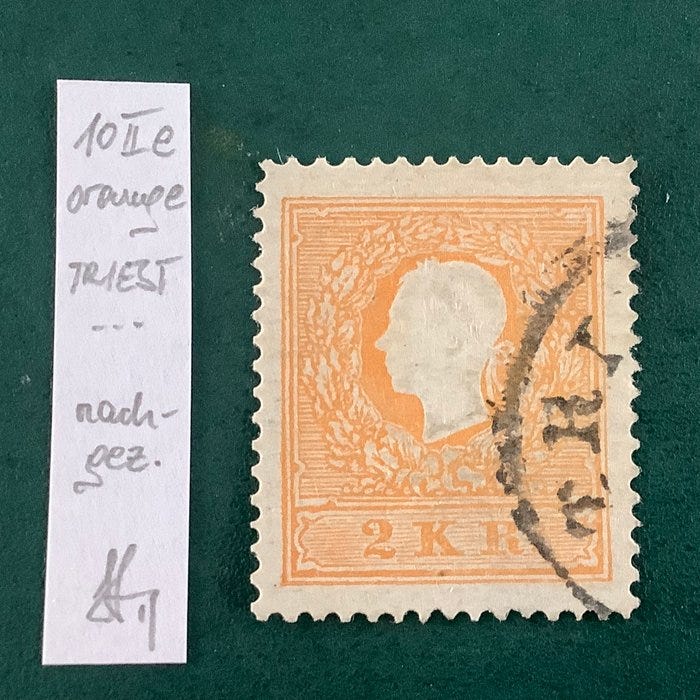 10 II e
orange
TRIEST
---
nach-
gez.
2 KR